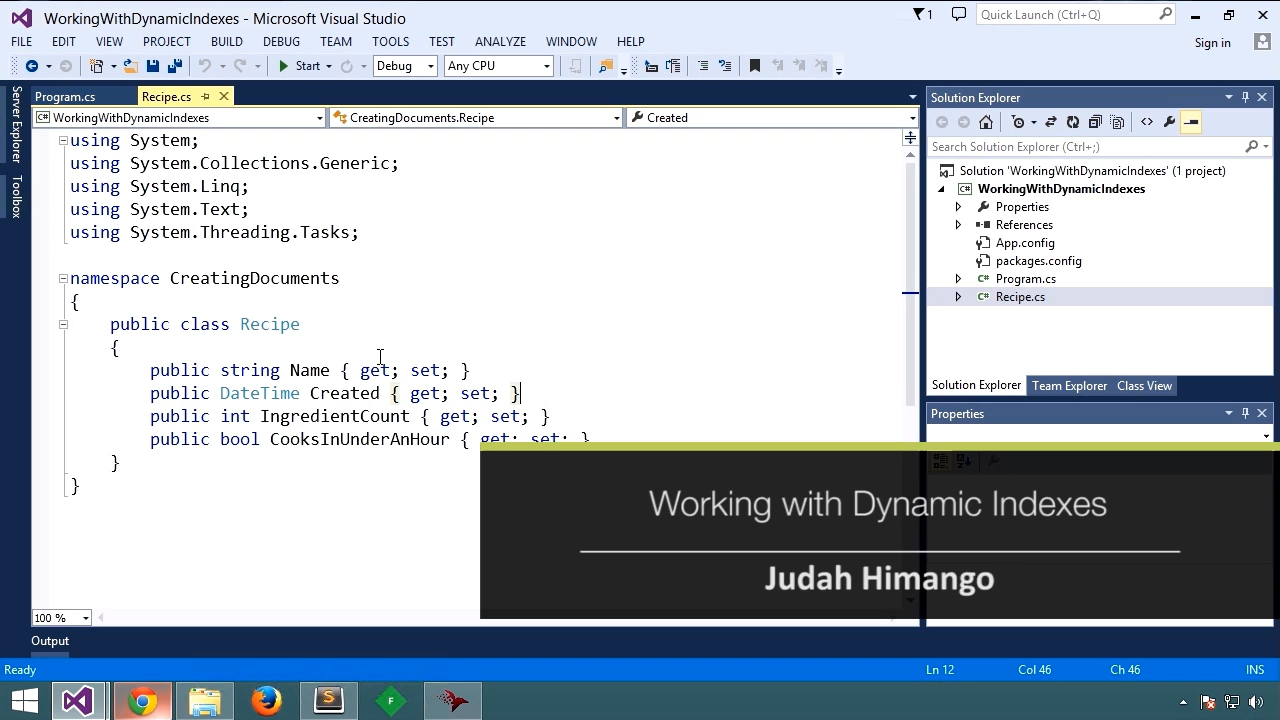 WorkingWithDynamicIndexes - Microsoft Visual Studio
1
Quick Launch (Ctrl+Q)
FILE EDIT VIEW PROJECT BUILD DEBUG TEAM TOOLS TEST ANALYZE WINDOW HELP
Sign in
Start Debug Any CPU
Server Explorer
Toolbox
Program.cs Recipe.cs
WorkingWithDynamicIndexes CreatingDocuments.Recipe Created
using System;
using System.Collections.Generic;
using System.Linq;
using System.Text;
using System.Threading.Tasks;
namespace CreatingDocuments
{
public class Recipe
{
public string Name { get; set; }
public DateTime Created { get; set; }
public int IngredientCount { get; set; }
public bool CooksInUnderAnHour { get; set; }
}
}
100 %
Solution Explorer
Search Solution Explorer (Ctrl+;)
Solution 'WorkingWithDynamicIndexes' (1 project)
C# WorkingWithDynamicIndexes
Properties
References
App.config
packages.config
C# Program.cs
C# Recipe.cs
Solution Explorer Team Explorer Class View
Properties
Working with Dynamic Indexes
Judah Himango
Output
Ready Ln 12 Col 46 Ch 46 INS
S
F